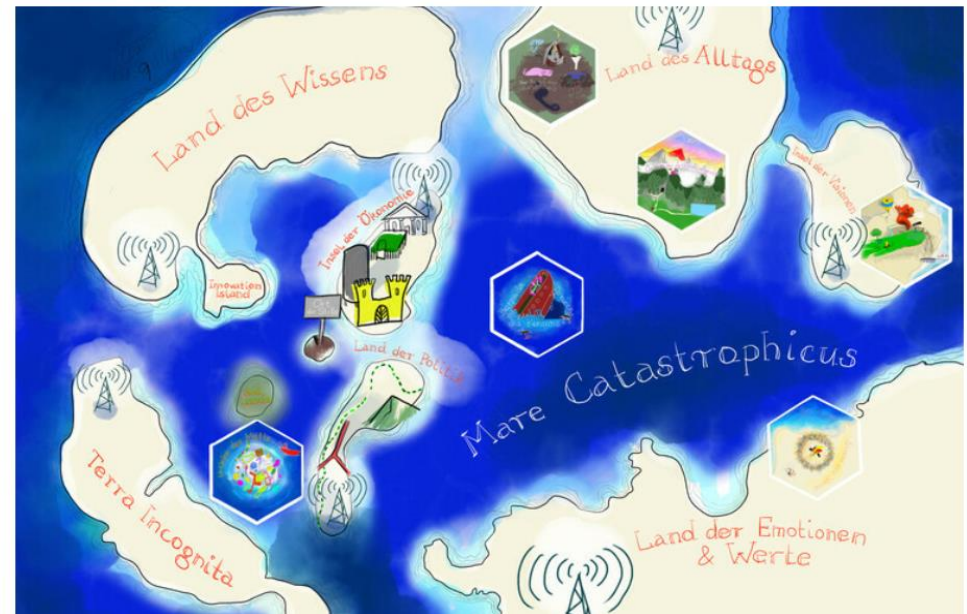 Land des Wissens
Land des Alltags
Insel der Visionen
Insel der Ökonomie
Innovation
Island
Land der Politik
Mare Catastrophicus
Terra Incognita
Land der Emotionen
& Werte